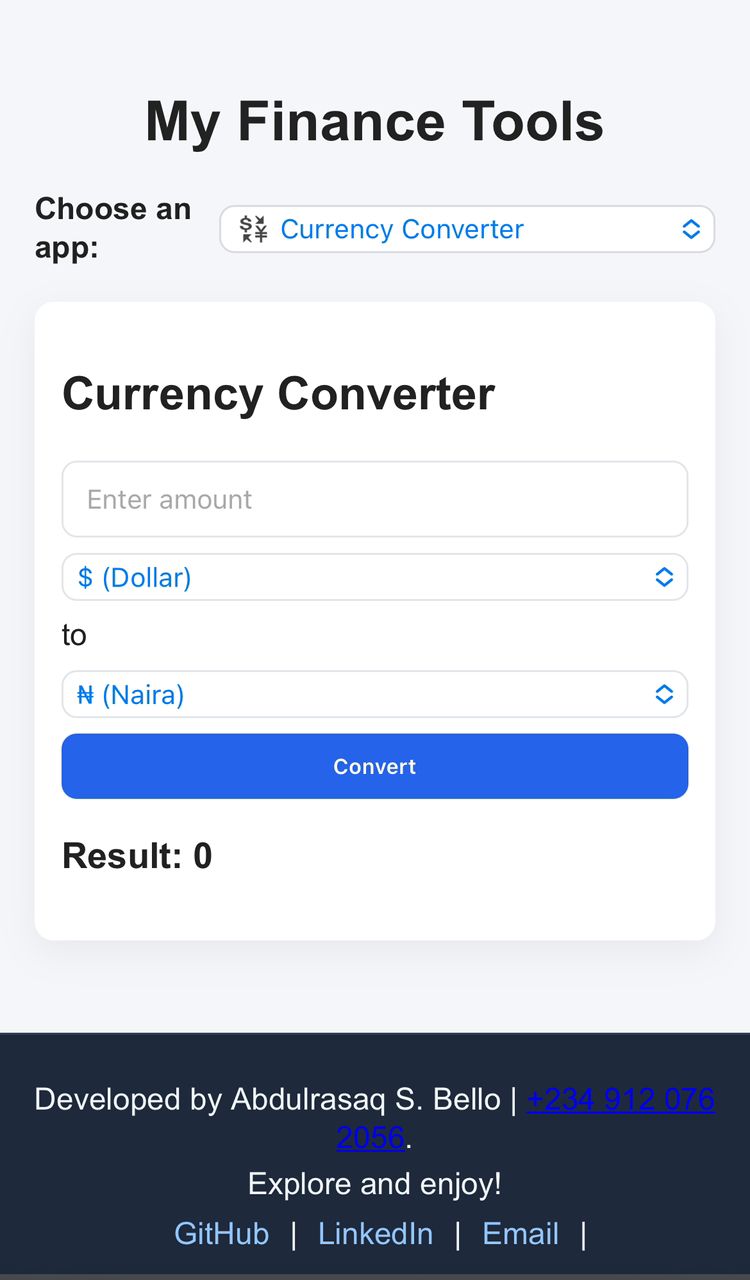 My Finance Tools
Choose an
app:
💱 Currency Converter
Currency Converter
Enter amount
$ (Dollar)
to
₦ (Naira)
Convert
Result: 0
Developed by Abdulrasaq S. Bello | +234 912 076
2056.
Explore and enjoy!
GitHub | LinkedIn | Email |